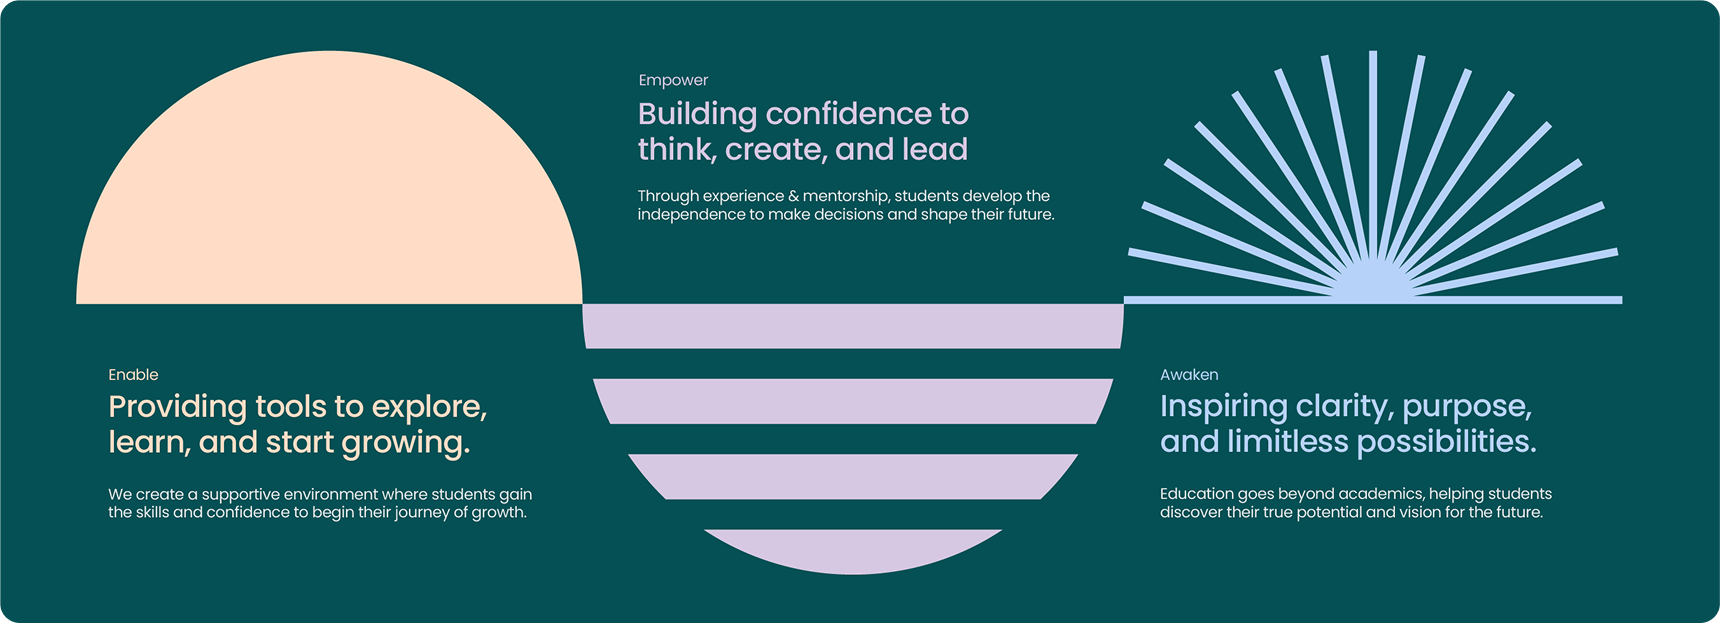 Empower
Building confidence to
think, create, and lead
Through experience & mentorship, students develop the
independence to make decisions and shape their future.
Enable
Providing tools to explore,
learn, and start growing.
We create a supportive environment where students gain
the skills and confidence to begin their journey of growth.
Awaken
Inspiring clarity, purpose,
and limitless possibilities.
Education goes beyond academics, helping students
discover their true potential and vision for the future.